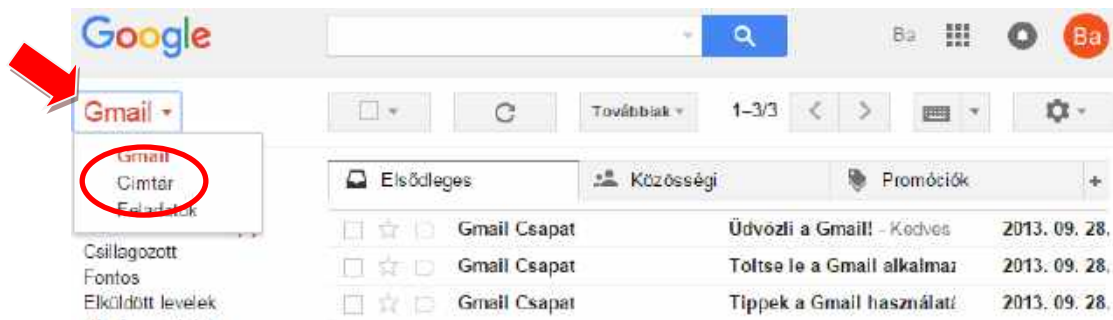 Google
Ba
Ba
Gmail
Továbbiak
1–3/3
Gmail
Címtár
Feladatok
Elsődleges
Közösségi
Promóciók
+
Gmail Csapat Üdvözli a Gmail! - Kedves 2013. 09. 28.
Csillagozott
Gmail Csapat Töltse le a Gmail alkalmaz 2013. 09. 28.
Fontos
Elküldött levelek
Gmail Csapat Tippek a Gmail használatá 2013. 09. 28.